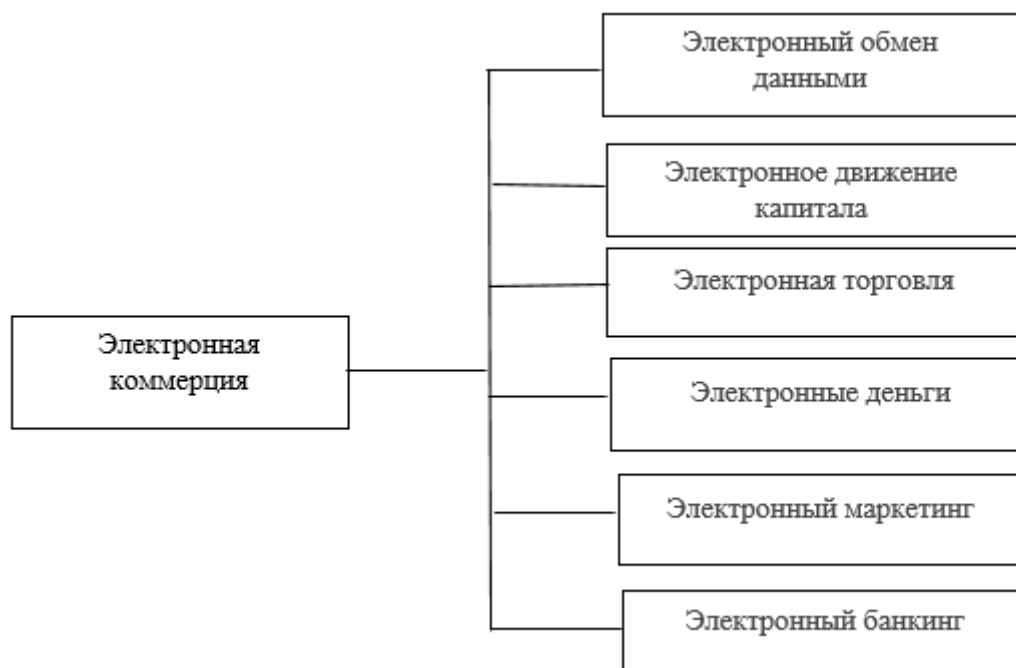 Электронный обмен
данными
Электронное движение
капитала
Электронная торговля
Электронная
коммерция
Электронные деньги
Электронный маркетинг
Электронный банкинг